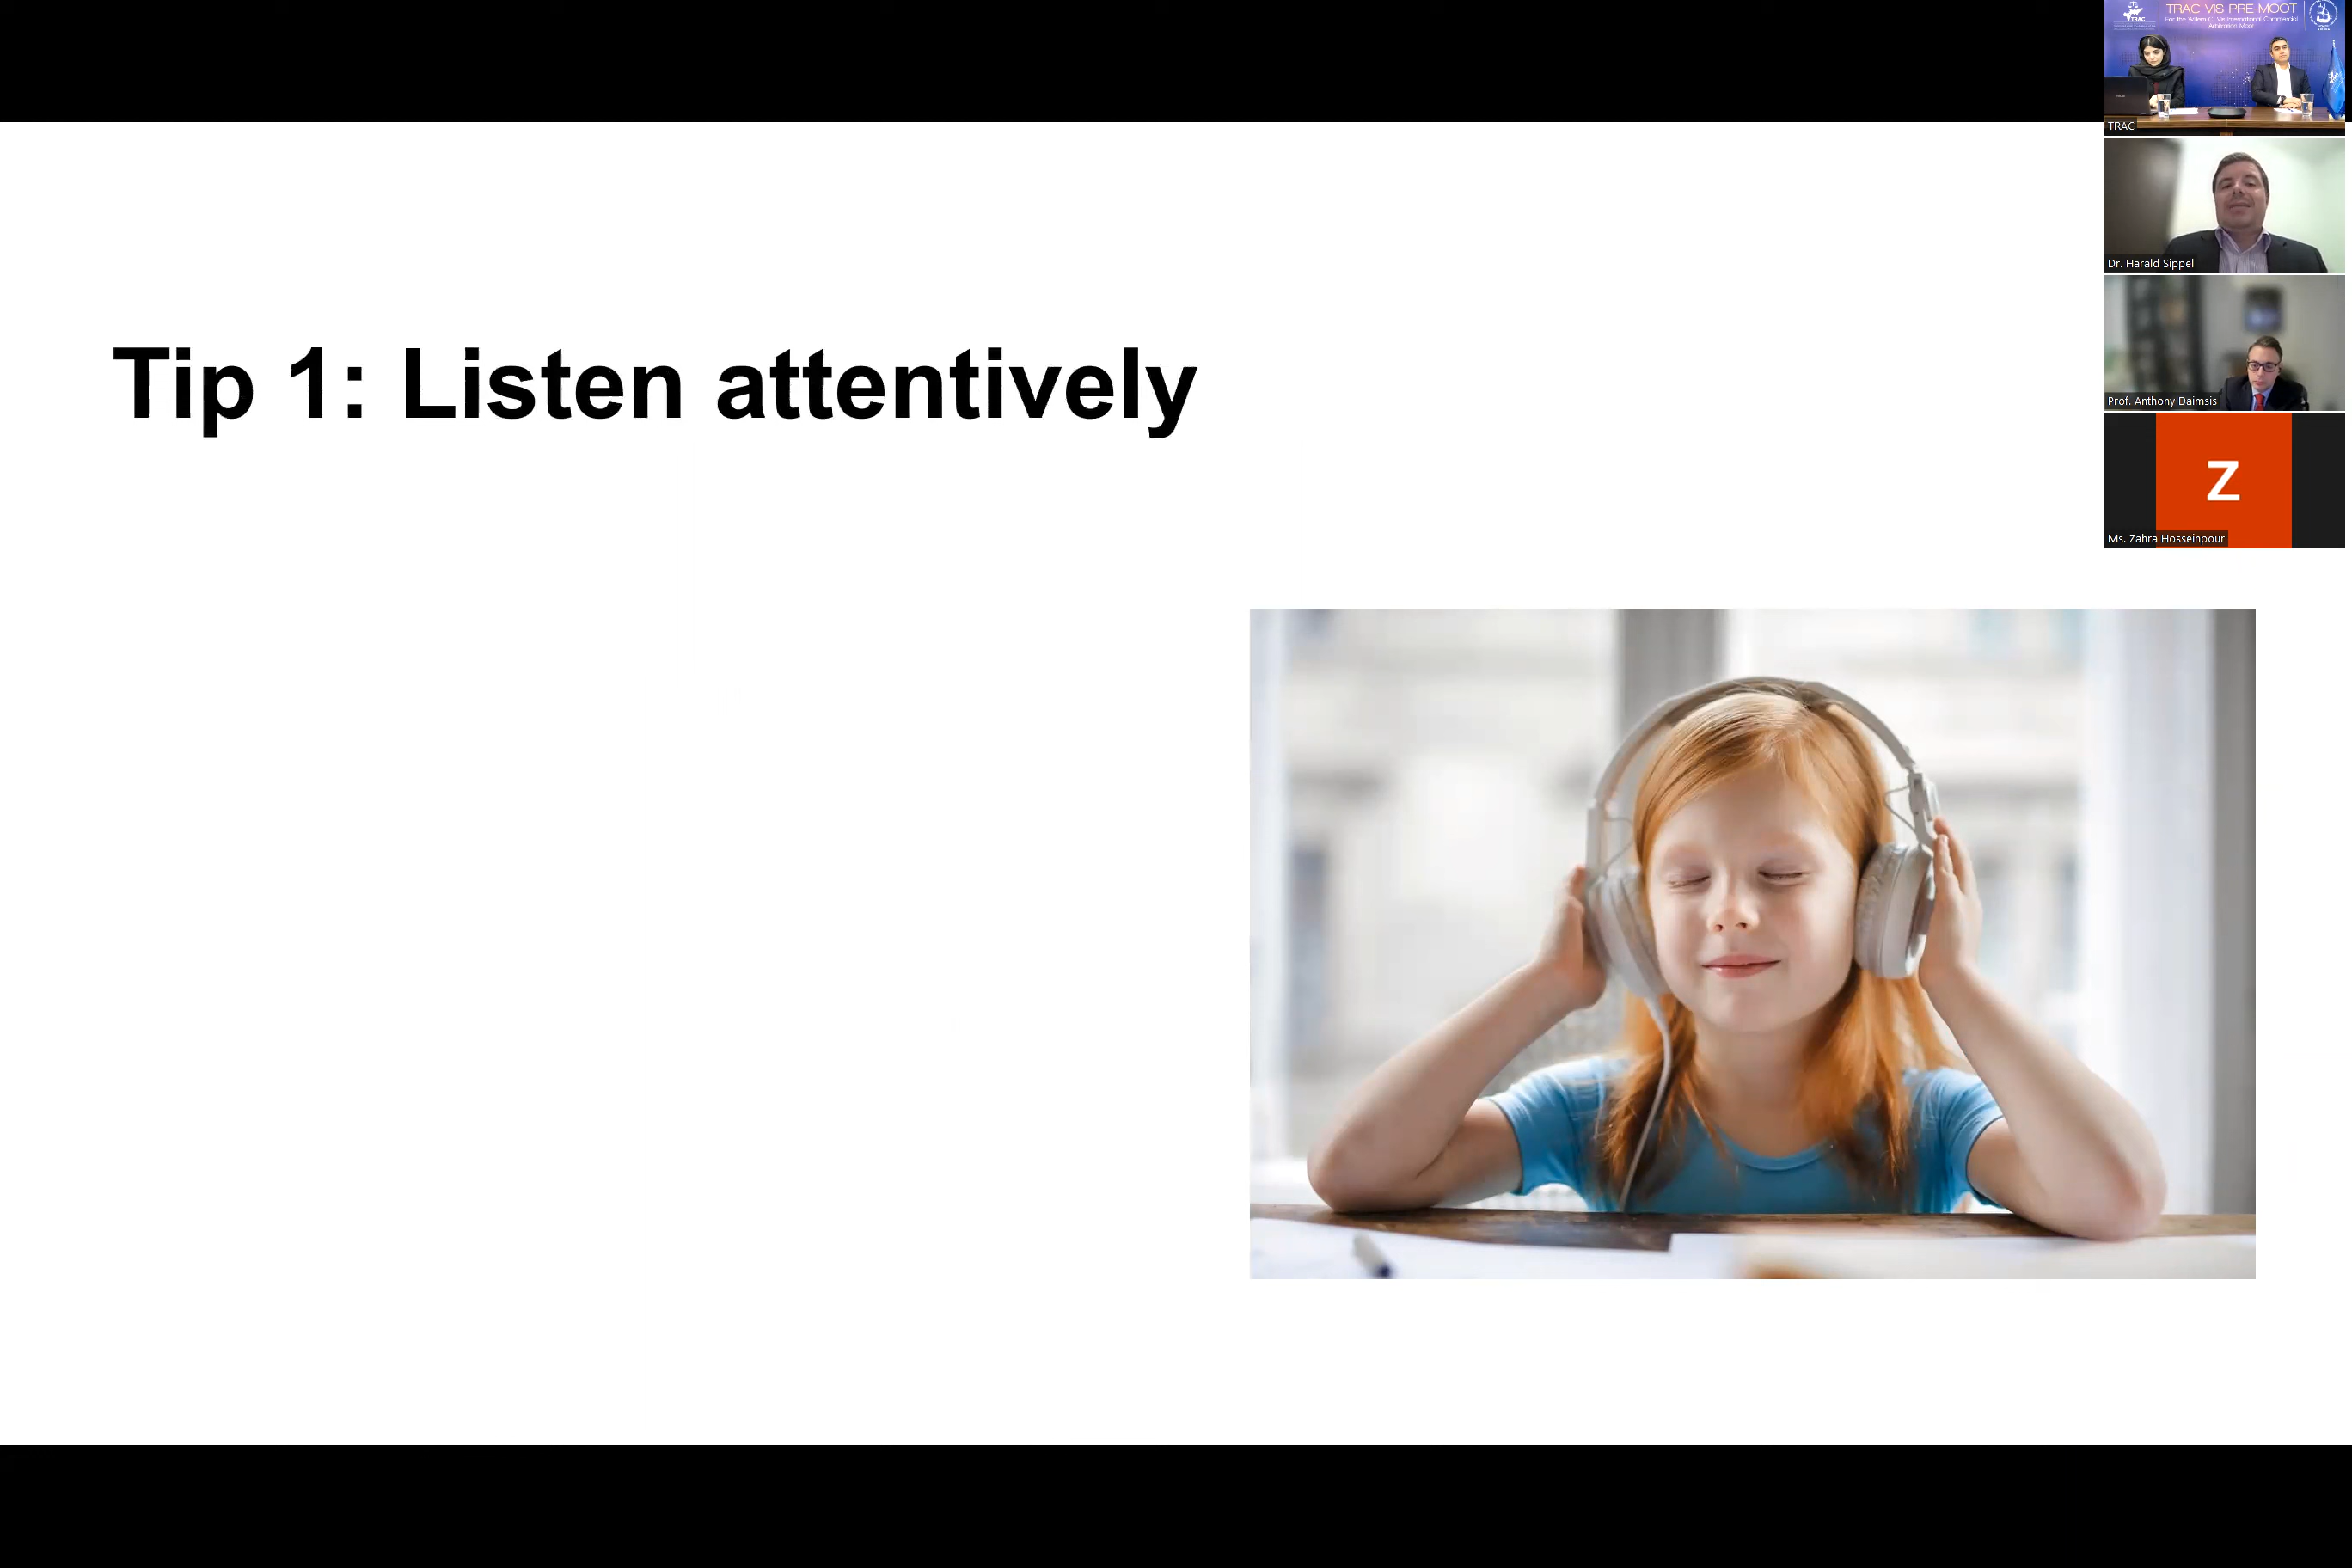 Tip 1: Listen attentively
TRAC
TRAC VIS PRE-MOOT
For the Willem C. Vis International Commercial
Arbitration Moot
TRAC
Dr. Harald Sippel
Prof. Anthony Daimsis
Z
Ms. Zahra Hosseinpour